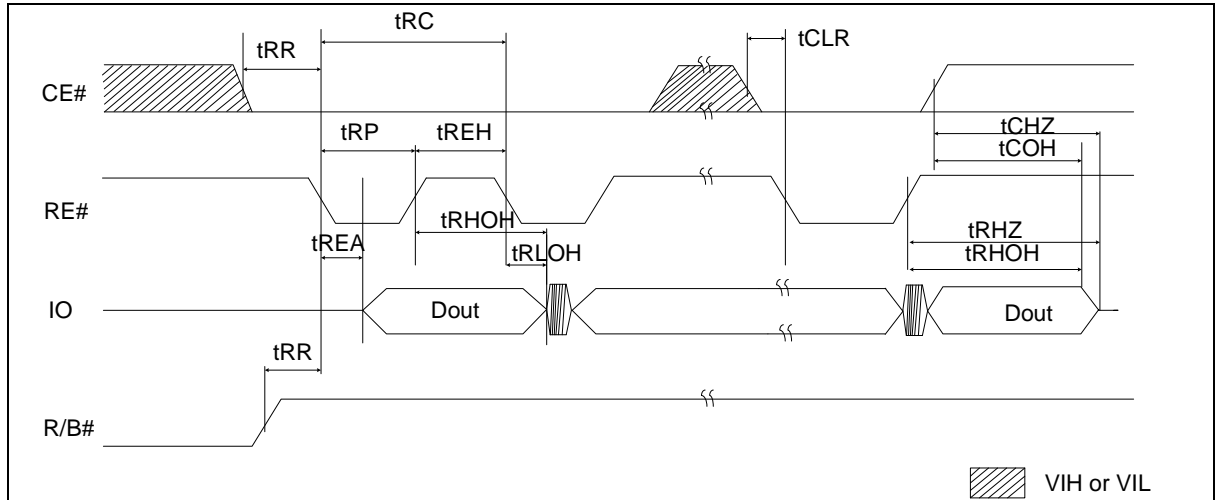 tRC
tRR
tCLR
CE#
tCHZ
tRP
tREH
tCOH
RE#
tRHOH
tREA
tRLOH
tRHZ
tRHOH
IO
Dout
Dout
tRR
R/B#
VIH or VIL